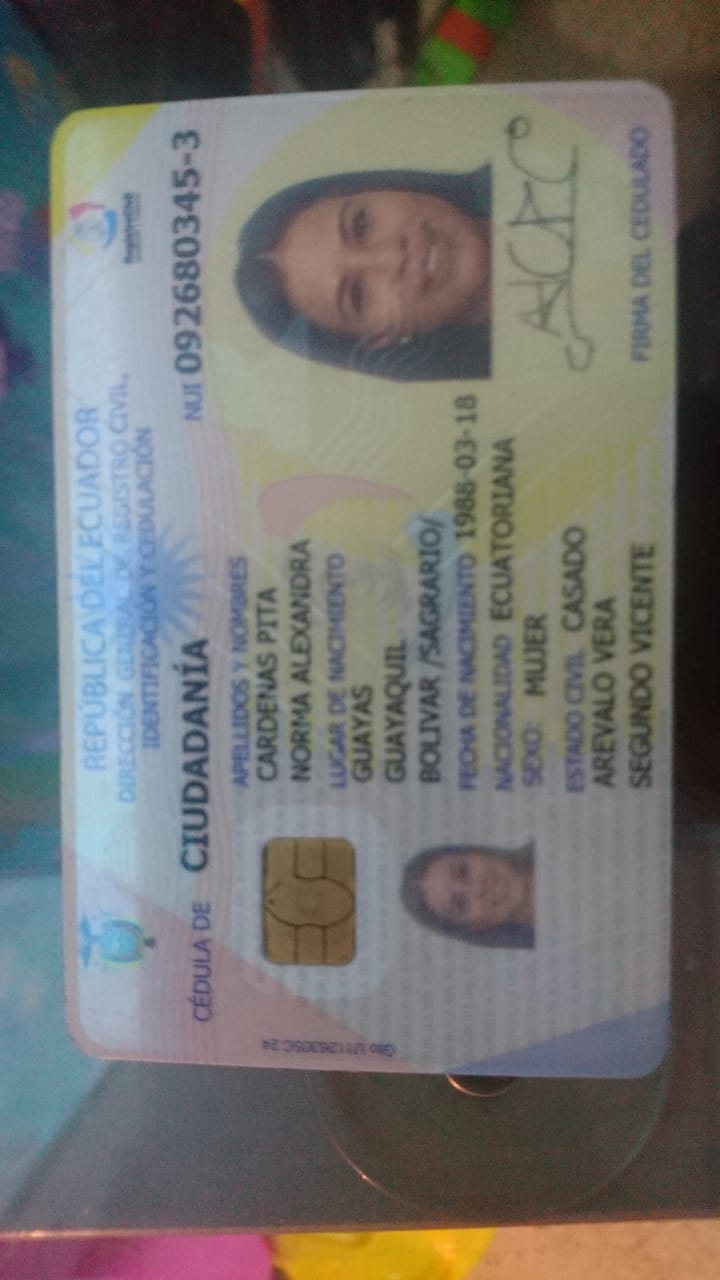 REPÚBLICA DEL ECUADOR
DIRECCIÓN GENERAL DE REGISTRO CIVIL,
IDENTIFICACIÓN Y CEDULACIÓN
CÉDULA DE CIUDADANÍA
NUI 092680345-3
APELLIDOS Y NOMBRES
CARDENAS PITA
NORMA ALEXANDRA
LUGAR DE NACIMIENTO
GUAYAS
GUAYAQUIL
BOLIVAR /SAGRARIO/
FECHA DE NACIMIENTO 1988-03-18
NACIONALIDAD ECUATORIANA
SEXO: MUJER
ESTADO CIVIL CASADO
AREVALO VERA
SEGUNDO VICENTE
FIRMA DEL CEDULADO